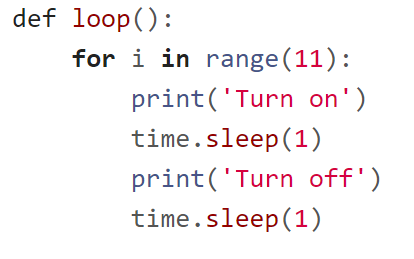 def loop():
    for i in range(11):
        print('Turn on')
        time.sleep(1)
        print('Turn off')
        time.sleep(1)